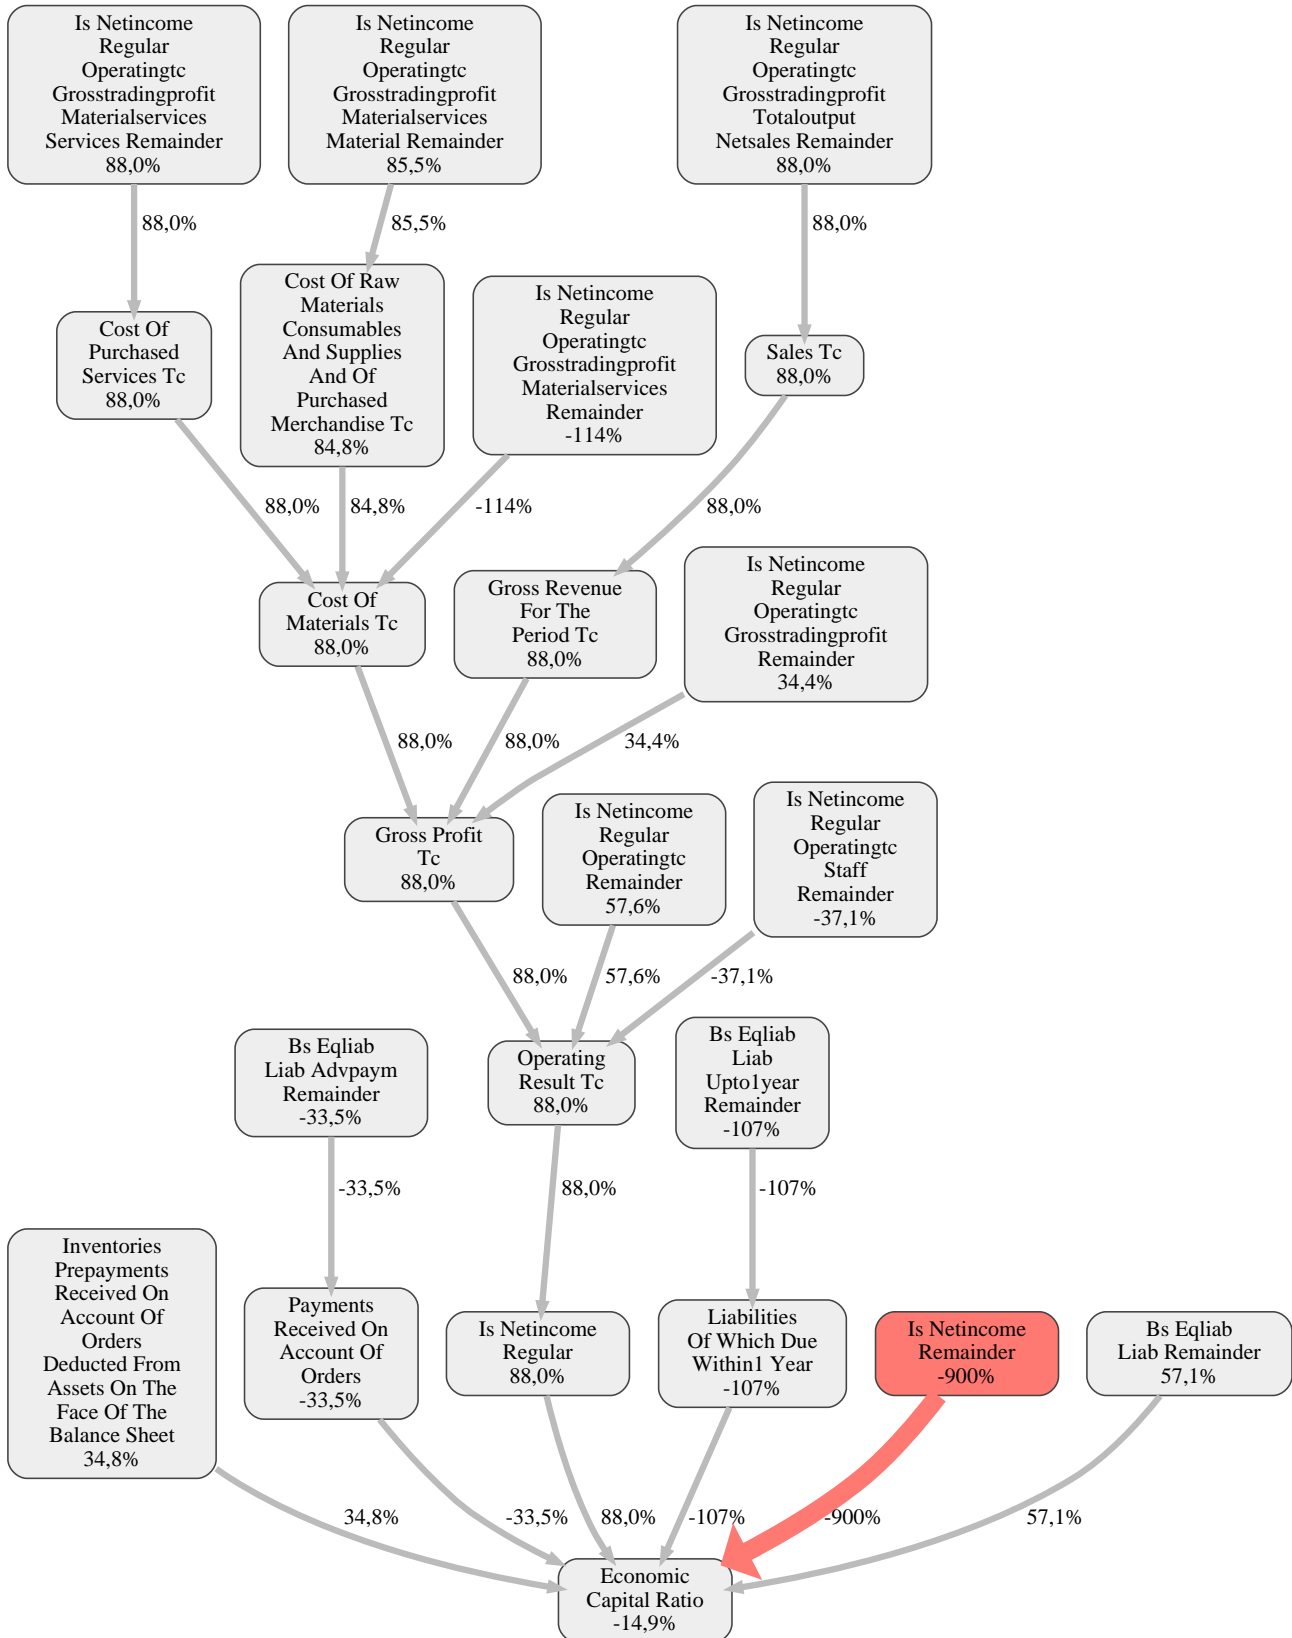 Is Netincome
Regular
Operatingtc
Grosstradingprofit
Materialservices
Services Remainder
88,0%
Is Netincome
Regular
Operatingtc
Grosstradingprofit
Materialservices
Material Remainder
85,5%
Is Netincome
Regular
Operatingtc
Grosstradingprofit
Totaloutput
Netsales Remainder
88,0%
88,0%
85,5%
88,0%
Cost Of
Purchased
Services Tc
88,0%
Cost Of Raw
Materials
Consumables
And Supplies
And Of
Purchased
Merchandise Tc
84,8%
Is Netincome
Regular
Operatingtc
Grosstradingprofit
Materialservices
Remainder
-114%
Sales Tc
88,0%
88,0%
84,8%
-114%
88,0%
Cost Of
Materials Tc
88,0%
Gross Revenue
For The
Period Tc
88,0%
Is Netincome
Regular
Operatingtc
Grosstradingprofit
Remainder
34,4%
88,0%
88,0%
34,4%
Gross Profit
Tc
88,0%
Is Netincome
Regular
Operatingtc
Remainder
57,6%
Is Netincome
Regular
Operatingtc
Staff
Remainder
-37,1%
88,0%
57,6%
-37,1%
Bs Eqliab
Liab Advpaym
Remainder
-33,5%
Operating
Result Tc
88,0%
Bs Eqliab
Liab
Upto1year
Remainder
-107%
-33,5%
88,0%
-107%
Inventories
Prepayments
Received On
Account Of
Orders
Deducted From
Assets On The
Face Of The
Balance Sheet
34,8%
Payments
Received On
Account Of
Orders
-33,5%
Is Netincome
Regular
88,0%
Liabilities
Of Which Due
Within1 Year
-107%
Is Netincome
Remainder
-900%
Bs Eqliab
Liab Remainder
57,1%
34,8%
-33,5%
88,0%
-107%
-900%
57,1%
Economic
Capital Ratio
-14,9%